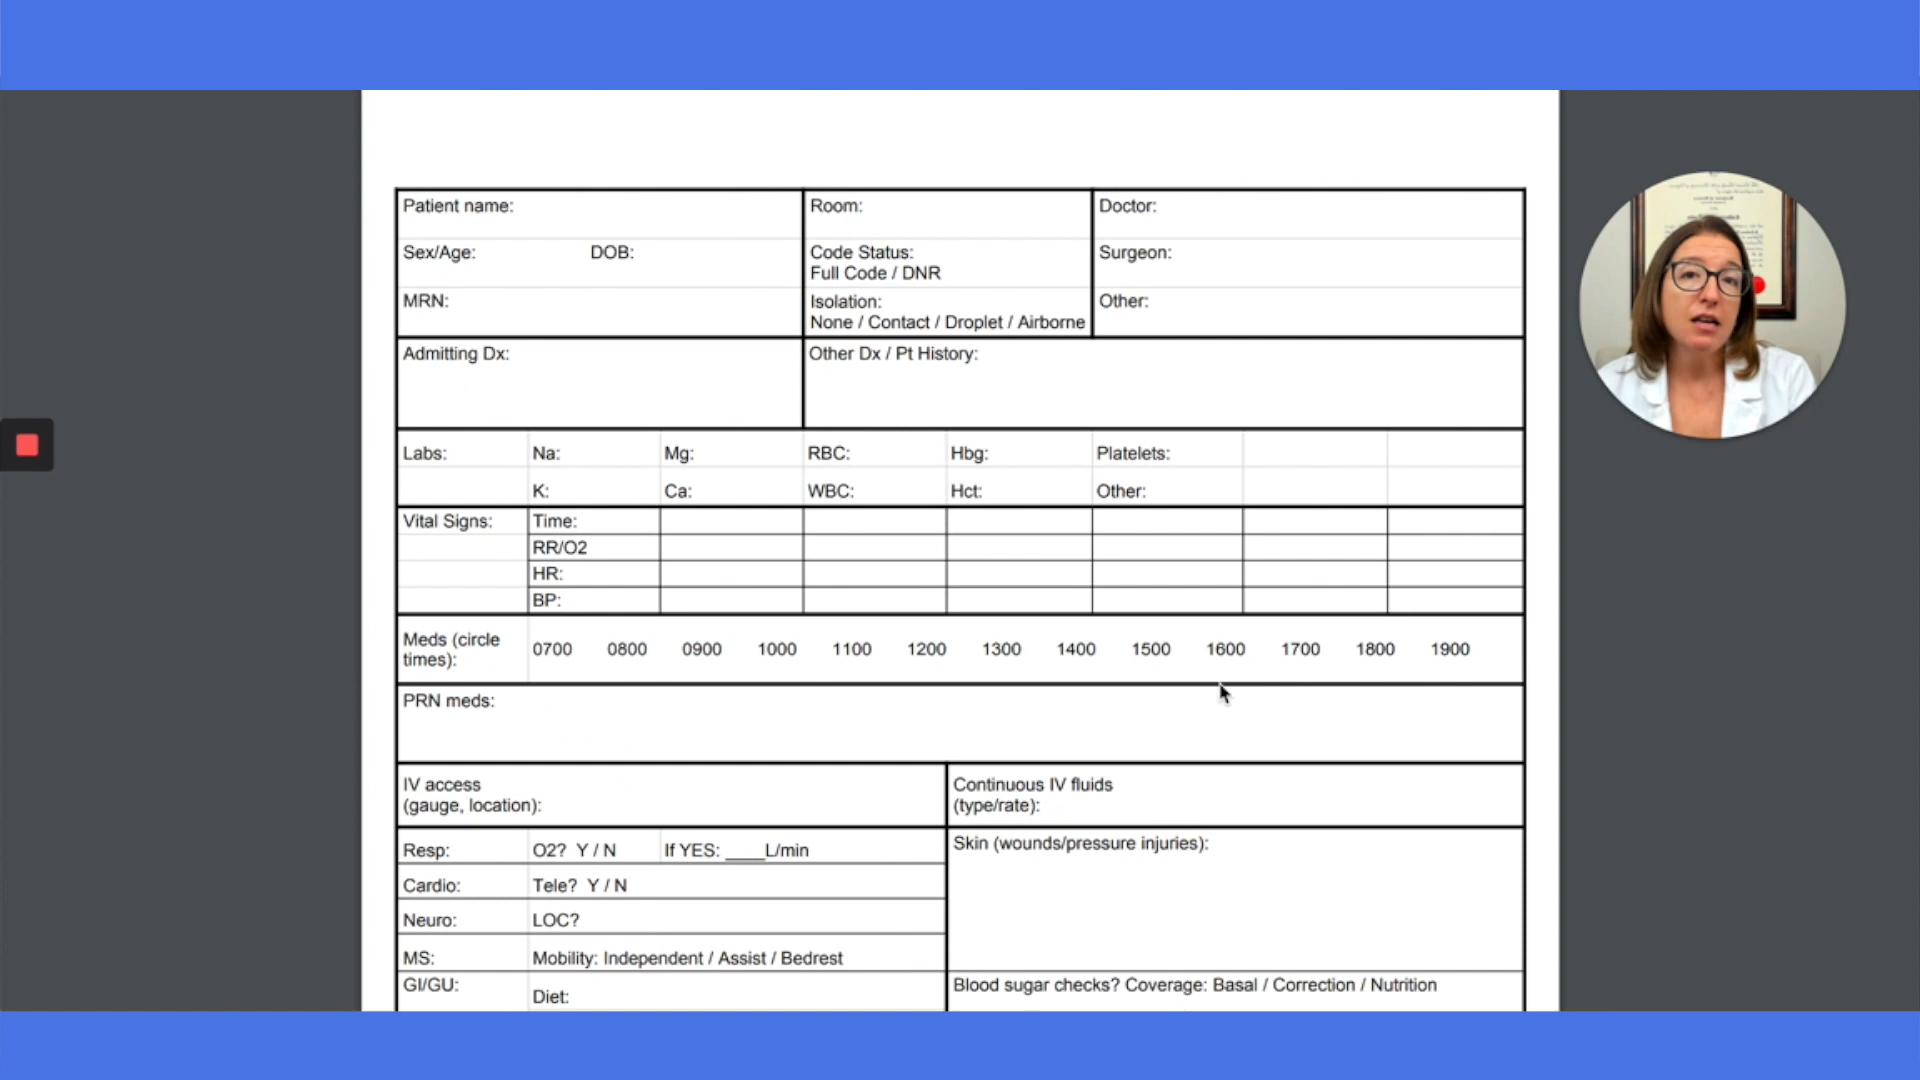 Patient name:
Room:
Doctor:
Sex/Age: DOB:
Code Status:
Full Code / DNR
Surgeon:
MRN:
Isolation:
None / Contact / Droplet / Airborne
Other:
Admitting Dx:
Other Dx / Pt History:
Labs: Na: Mg: RBC: Hbg: Platelets:
K: Ca: WBC: Hct: Other:
Vital Signs: Time:
RR/O2
HR:
BP:
Meds (circle
times):
0700 0800 0900 1000 1100 1200 1300 1400 1500 1600 1700 1800 1900
PRN meds:
IV access
(gauge, location):
Continuous IV fluids
(type/rate):
Resp: O2? Y / N If YES: ____L/min
Skin (wounds/pressure injuries):
Cardio: Tele? Y / N
Neuro: LOC?
MS: Mobility: Independent / Assist / Bedrest
GI/GU:
Diet:
Blood sugar checks? Coverage: Basal / Correction / Nutrition